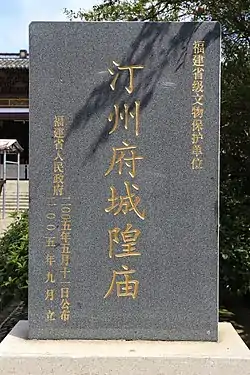 福建省级文物保护单位
汀州府城隍庙
福建省人民政府
二〇〇五年五月十一日公布
二〇〇五年九月立